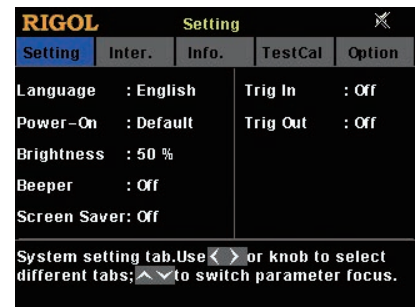 RIGOL Setting
Setting Inter. Info. TestCal Option
Language : English Trig In : Off
Power-On : Default Trig Out : Off
Brightness : 50 %
Beeper : Off
Screen Saver: Off
System setting tab.Use < > or knob to select
different tabs; to switch parameter focus.